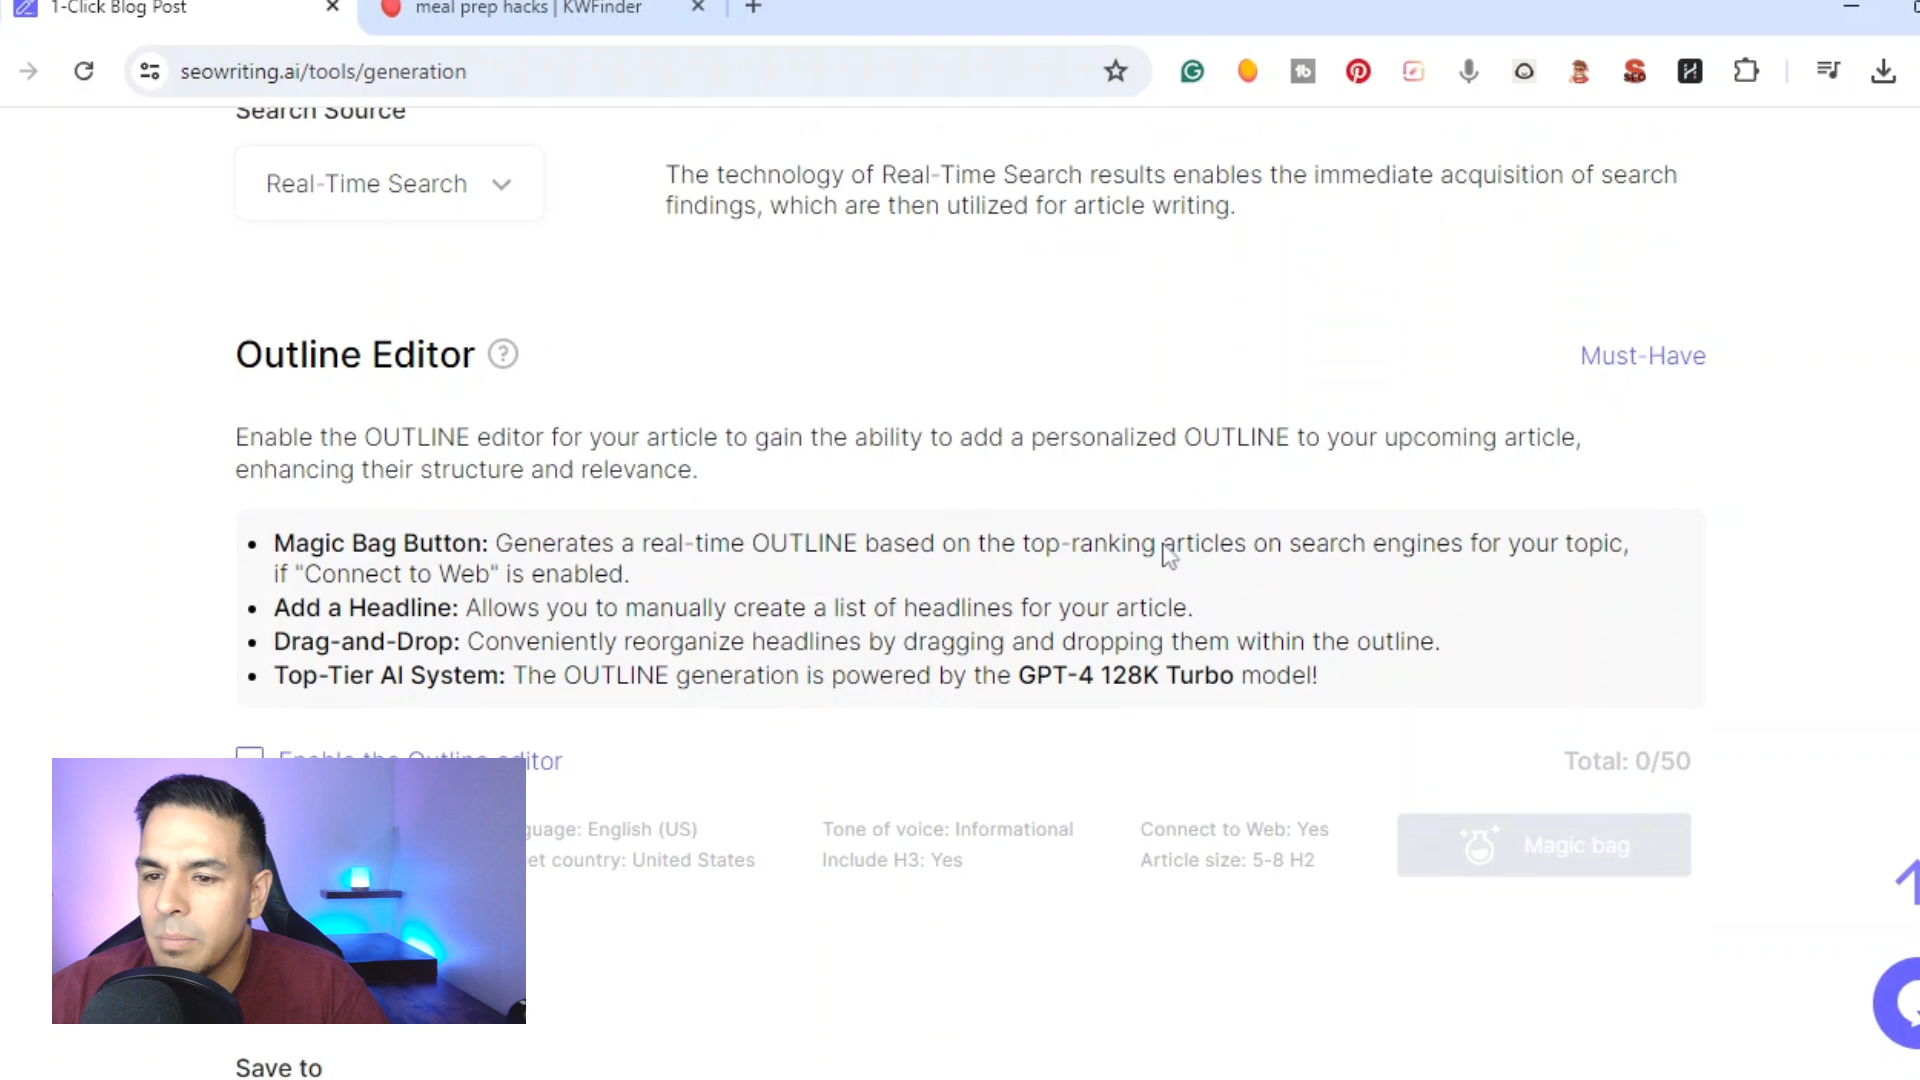 1-Click Blog Post
meal prep hacks | KWFinder
seowriting.ai/tools/generation
Search Source
Real-Time Search
The technology of Real-Time Search results enables the immediate acquisition of search
findings, which are then utilized for article writing.
Outline Editor
Must-Have
Enable the OUTLINE editor for your article to gain the ability to add a personalized OUTLINE to your upcoming article,
enhancing their structure and relevance.
• Magic Bag Button: Generates a real-time OUTLINE based on the top-ranking articles on search engines for your topic,
if "Connect to Web" is enabled.
• Add a Headline: Allows you to manually create a list of headlines for your article.
• Drag-and-Drop: Conveniently reorganize headlines by dragging and dropping them within the outline.
• Top-Tier AI System: The OUTLINE generation is powered by the GPT-4 128K Turbo model!
Enable the Outline editor
Total: 0/50
guage: English (US)
et country: United States
Tone of voice: Informational
Include H3: Yes
Connect to Web: Yes
Article size: 5-8 H2
Magic bag
Save to